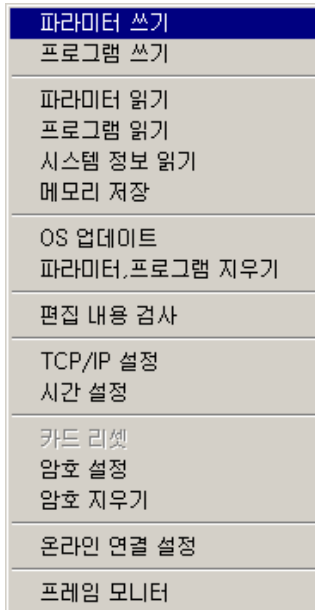 파라미터 쓰기
프로그램 쓰기
파라미터 읽기
프로그램 읽기
시스템 정보 읽기
메모리 저장
OS 업데이트
파라미터,프로그램 지우기
편집 내용 검사
TCP/IP 설정
시간 설정
카드 리셋
암호 설정
암호 지우기
온라인 연결 설정
프레임 모니터